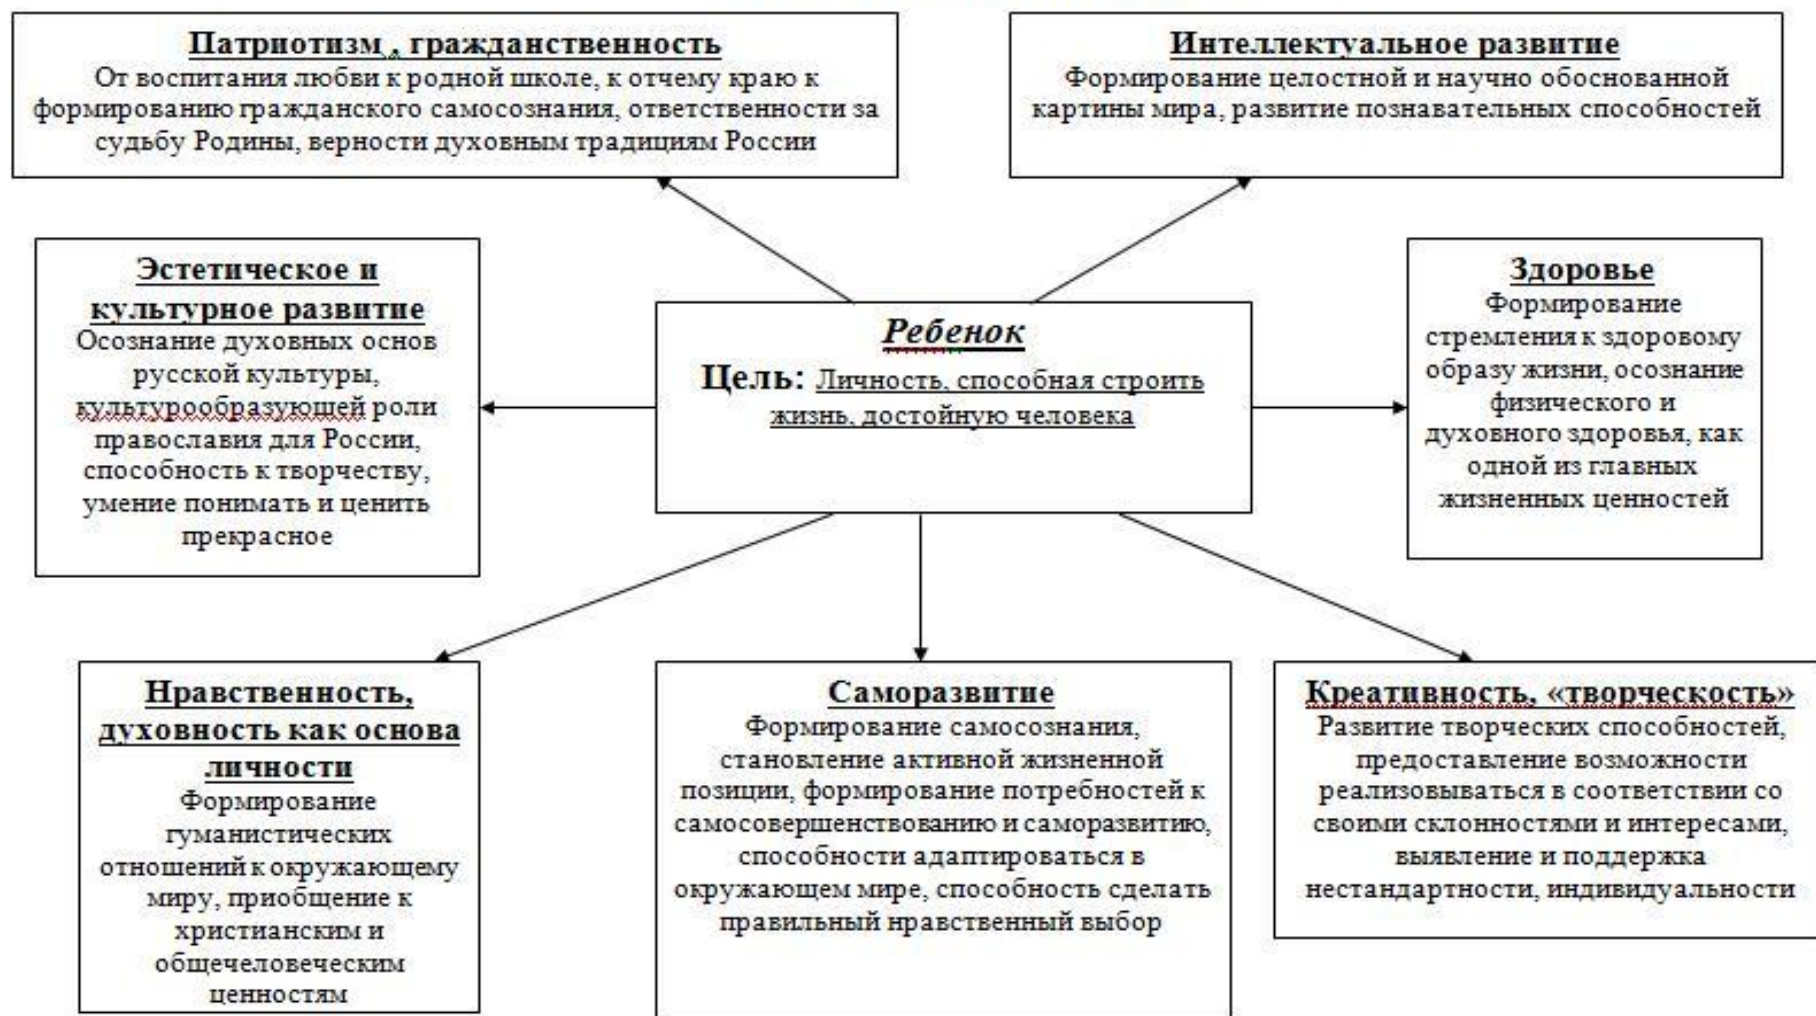 Патриотизм , гражданственность
От воспитания любви к родной школе, к отчему краю к
формированию гражданского самосознания, ответственности за
судьбу Родины, верности духовным традициям России
Интеллектуальное развитие
Формирование целостной и научно обоснованной
картины мира, развитие познавательных способностей
Эстетическое и
культурное развитие
Осознание духовных основ
русской культуры,
культурообразующей роли
православия для России,
способность к творчеству,
умение понимать и ценить
прекрасное
Ребенок
Цель: Личность, способная строить
жизнь, достойную человека
Здоровье
Формирование
стремления к здоровому
образу жизни, осознание
физического и
духовного здоровья, как
одной из главных
жизненных ценностей
Нравственность,
духовность как основа
личности
Формирование
гуманистических
отношений к окружающему
миру, приобщение к
христианским и
общечеловеческим
ценностям
Саморазвитие
Формирование самосознания,
становление активной жизненной
позиции, формирование потребностей к
самосовершенствованию и саморазвитию,
способности адаптироваться в
окружающем мире, способность сделать
правильный нравственный выбор
Креативность, «творческость»
Развитие творческих способностей,
предоставление возможности
реализовываться в соответствии со
своими склонностями и интересами,
выявление и поддержка
нестандартности, индивидуальности